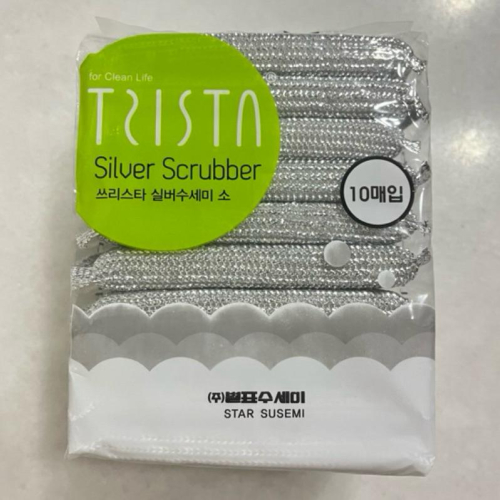 for Clean Life
TRISTA®
Silver Scrubber
쓰리스타 실버수세미 소
10매입
(주)별표수세미
STAR SUSEMI